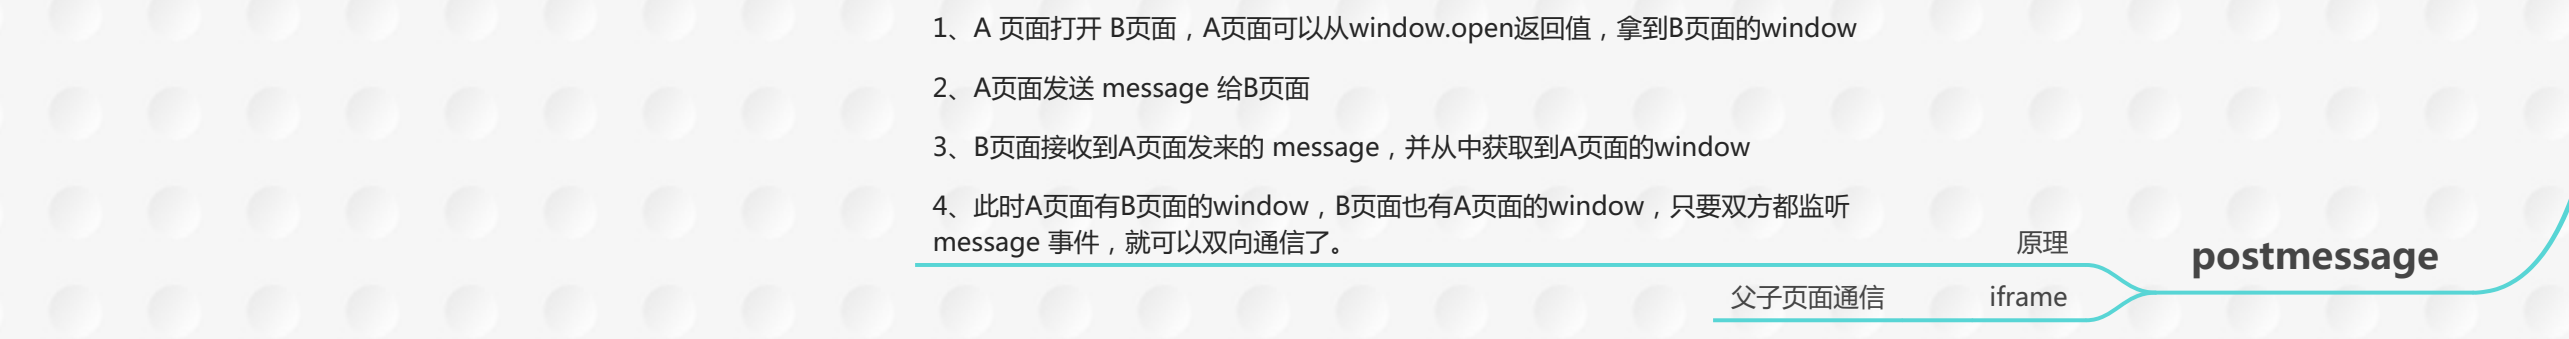 1、A 页面打开 B页面，A页面可以从window.open返回值，拿到B页面的window
2、A页面发送 message 给B页面
3、B页面接收到A页面发来的 message，并从中获取到A页面的window
4、此时A页面有B页面的window，B页面也有A页面的window，只要双方都监听
message 事件，就可以双向通信了。
原理
postmessage
父子页面通信
iframe